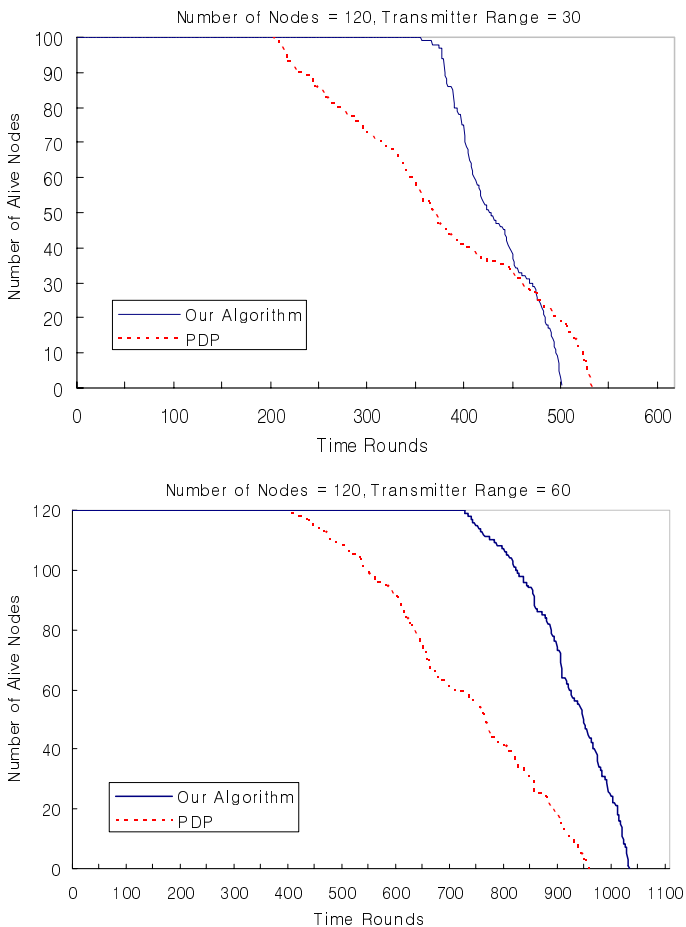 Number of Nodes = 120, Transmitter Range = 30
100
90
80
70
60
50
40
30
20
10
0
Number of Alive Nodes
Our Algorithm
PDP
0 100 200 300 400 500 600
Time Rounds
Number of Nodes = 120, Transmitter Range = 60
120
100
80
60
40
20
0
Number of Alive Nodes
Our Algorithm
PDP
0 100 200 300 400 500 600 700 800 900 1000 1100
Time Rounds